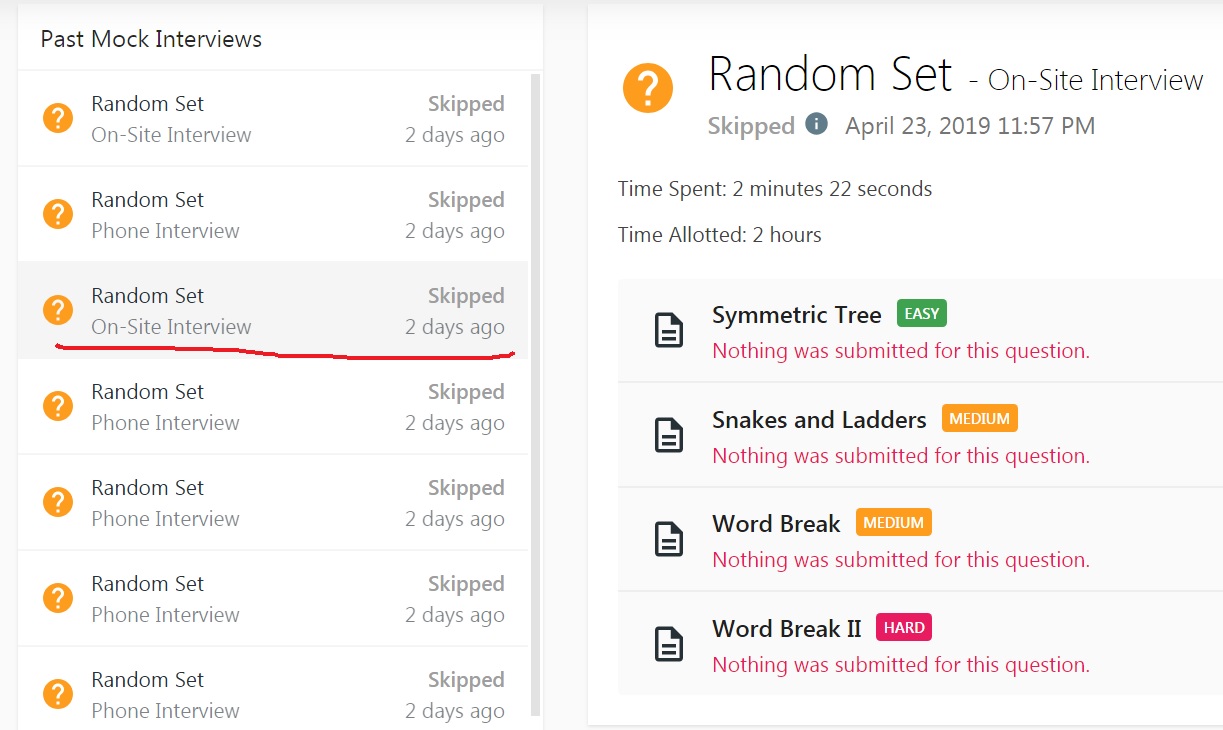 Past Mock Interviews
Random Set Skipped
On-Site Interview 2 days ago
Random Set Skipped
Phone Interview 2 days ago
Random Set Skipped
On-Site Interview 2 days ago
Random Set Skipped
Phone Interview 2 days ago
Random Set Skipped
Phone Interview 2 days ago
Random Set Skipped
Phone Interview 2 days ago
Random Set Skipped
Phone Interview 2 days ago
Random Set - On-Site Interview
Skipped April 23, 2019 11:57 PM
Time Spent: 2 minutes 22 seconds
Time Allotted: 2 hours
Symmetric Tree EASY
Nothing was submitted for this question.
Snakes and Ladders MEDIUM
Nothing was submitted for this question.
Word Break MEDIUM
Nothing was submitted for this question.
Word Break II HARD
Nothing was submitted for this question.